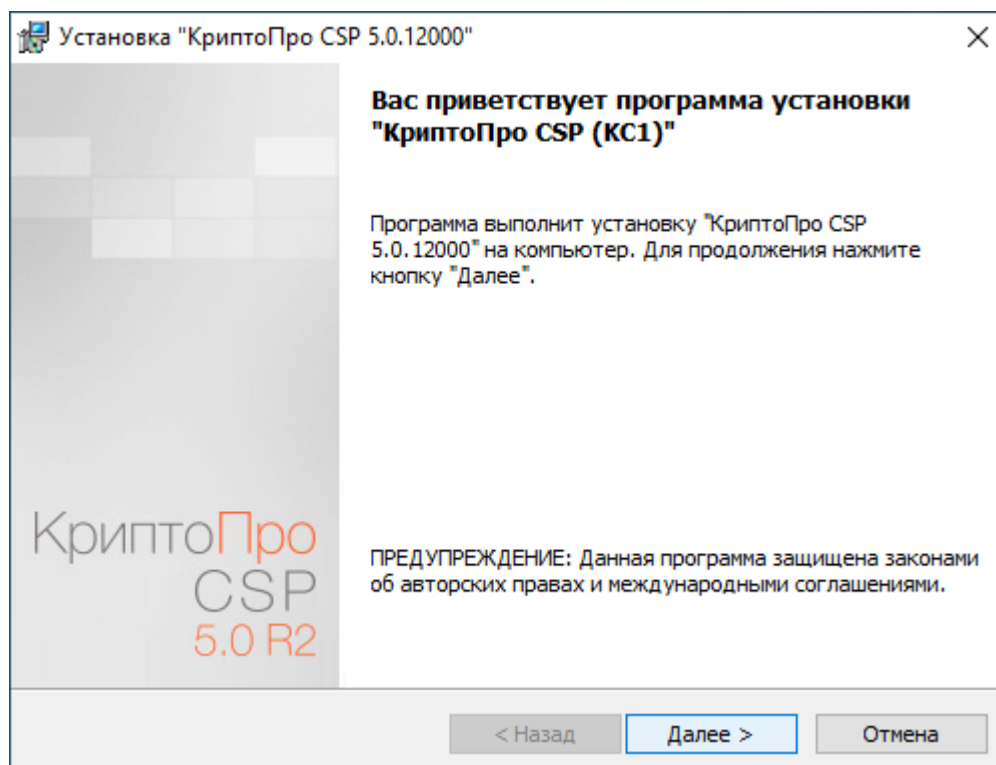 Установка "КриптоПро CSP 5.0.12000"
Вас приветствует программа установки
"КриптоПро CSP (КС1)"
Программа выполнит установку "КриптоПро CSP
5.0.12000" на компьютер. Для продолжения нажмите
кнопку "Далее".
КриптоПро
CSP
5.0 R2
ПРЕДУПРЕЖДЕНИЕ: Данная программа защищена законами
об авторских правах и международными соглашениями.
< Назад
Далее >
Отмена